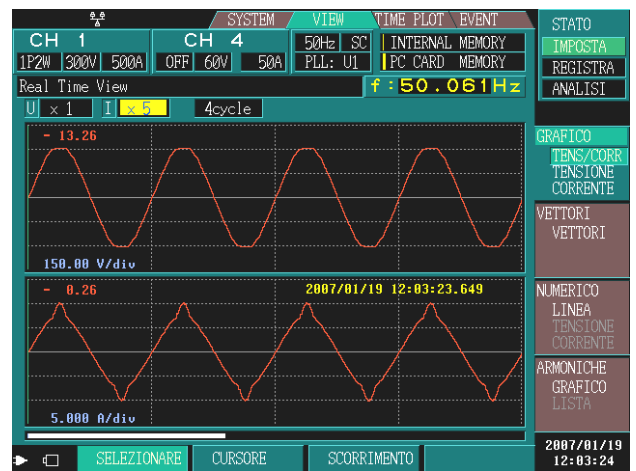 SYSTEM VIEW TIME PLOT EVENT
CH 1
1P2W 300V 500A
CH 4
OFF 60V 50A
50Hz SC
PLL: U1
INTERNAL MEMORY
PC CARD MEMORY
Real Time View
f:50.061Hz
U × 1 I × 5 4cycle
- 13.26
150.00 V/div
- 0.26
2007/01/19 12:03:23.649
5.000 A/div
SELEZIONARE CURSORE SCORRIMENTO
STATO
IMPOSTA
REGISTRA
ANALISI
GRAFICO
TENS/CORR
TENSIONE
CORRENTE
VETTORI
VETTORI
NUMERICO
LINEA
TENSIONE
CORRENTE
ARMONICHE
GRAFICO
LISTA
2007/01/19
12:03:24